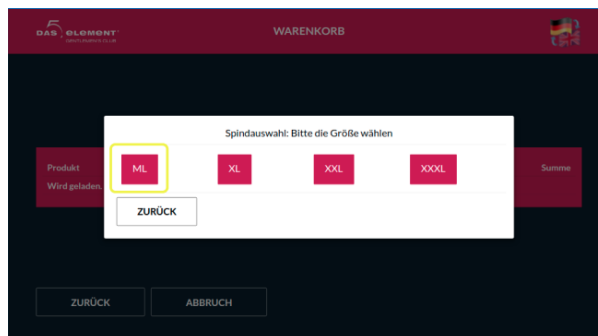 5
DAS ELEMENT
WARENKORB
Spindauswahl: Bitte die Größe wählen
ML XL XXL XXXL
Produkt Summe
Wird geladen.
ZURÜCK
ZURÜCK ABBRUCH